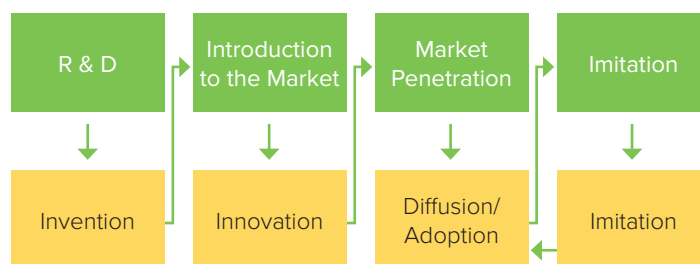 R & D
Introduction
to the Market
Market
Penetration
Imitation
Invention
Innovation
Diffusion/
Adoption
Imitation